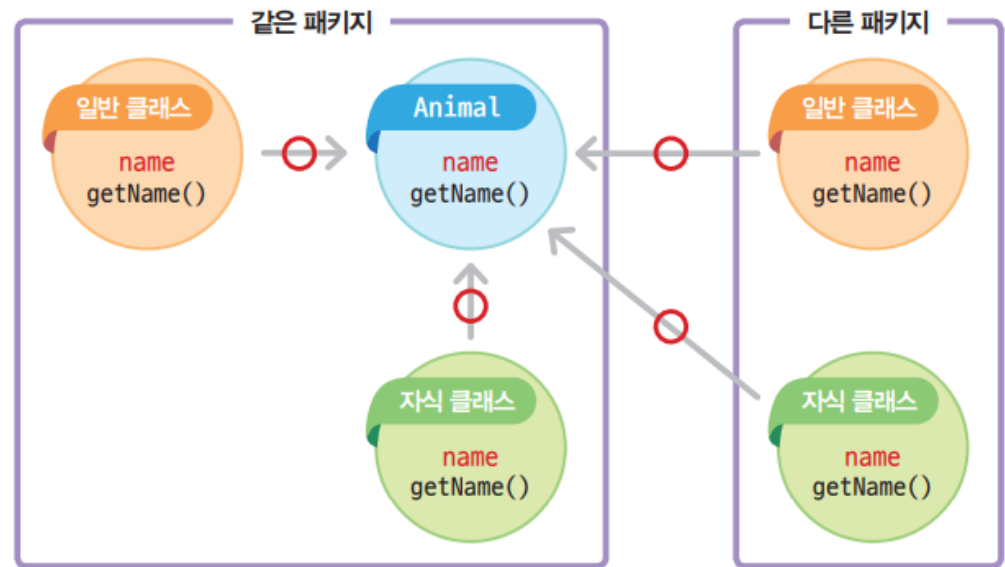 같은 패키지
다른 패키지
일반 클래스
name
getName()
Animal
name
getName()
일반 클래스
name
getName()
자식 클래스
name
getName()
자식 클래스
name
getName()